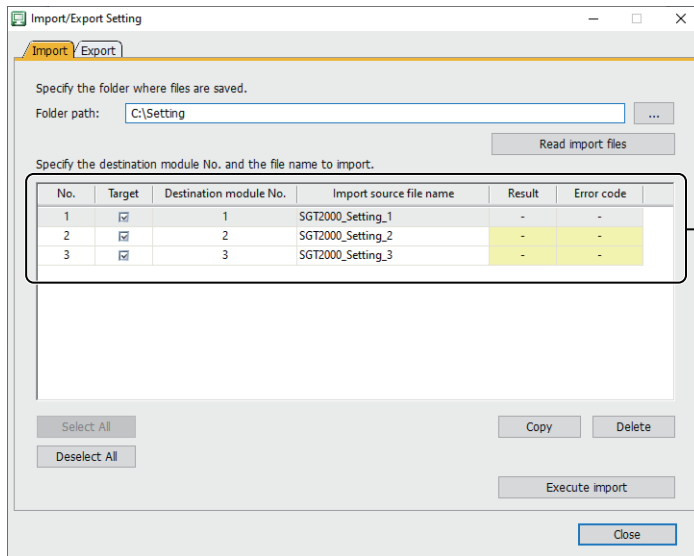 Import/Export Setting
Import Export
Specify the folder where files are saved.
Folder path: C:\Setting ...
Read import files
Specify the destination module No. and the file name to import.
No. Target Destination module No. Import source file name Result Error code
1 1 SGT2000_Setting_1 - -
2 2 SGT2000_Setting_2 - -
3 3 SGT2000_Setting_3 - -
Select All Copy Delete
Deselect All
Execute import
Close